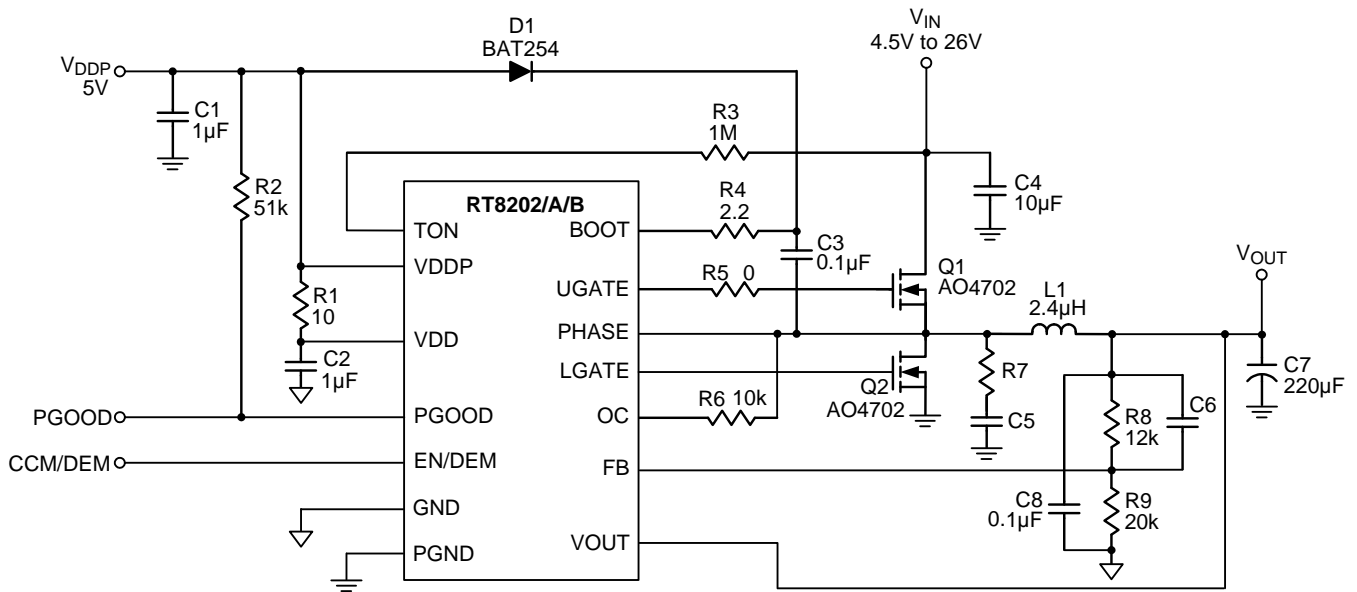 D1
BAT254
VIN
4.5V to 26V
VDDP
5V
C1
1µF
R3
1M
R2
51k
RT8202/A/B
R4
2.2
C4
10µF
TON
BOOT
C3
0.1µF
VDDP
R5 0
Q1
AO4702
VOUT
UGATE
R1
10
L1
2.4µH
VDD
PHASE
C2
1µF
LGATE
Q2
AO4702
R7
C7
220µF
R6 10k
PGOOD
PGOOD
OC
C5
R8
12k
C6
CCM/DEM
EN/DEM
FB
GND
C8
0.1µF
R9
20k
PGND
VOUT